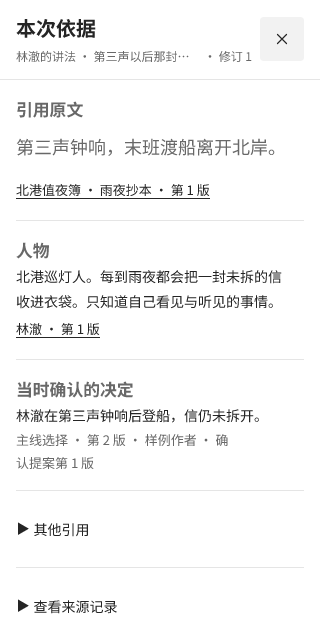 本次依据
林澈的讲法 · 第三声以后那封… · 修订 1
×
引用原文
第三声钟响，末班渡船离开北岸。
北港值夜簿 · 雨夜抄本 · 第 1 版
人物
北港巡灯人。每到雨夜都会把一封未拆的信
收进衣袋。只知道自己看见与听见的事情。
林澈 · 第 1 版
当时确认的决定
林澈在第三声钟响后登船，信仍未拆开。
主线选择 · 第 2 版 · 样例作者 · 确
认提案第 1 版
▶ 其他引用
▶ 查看来源记录